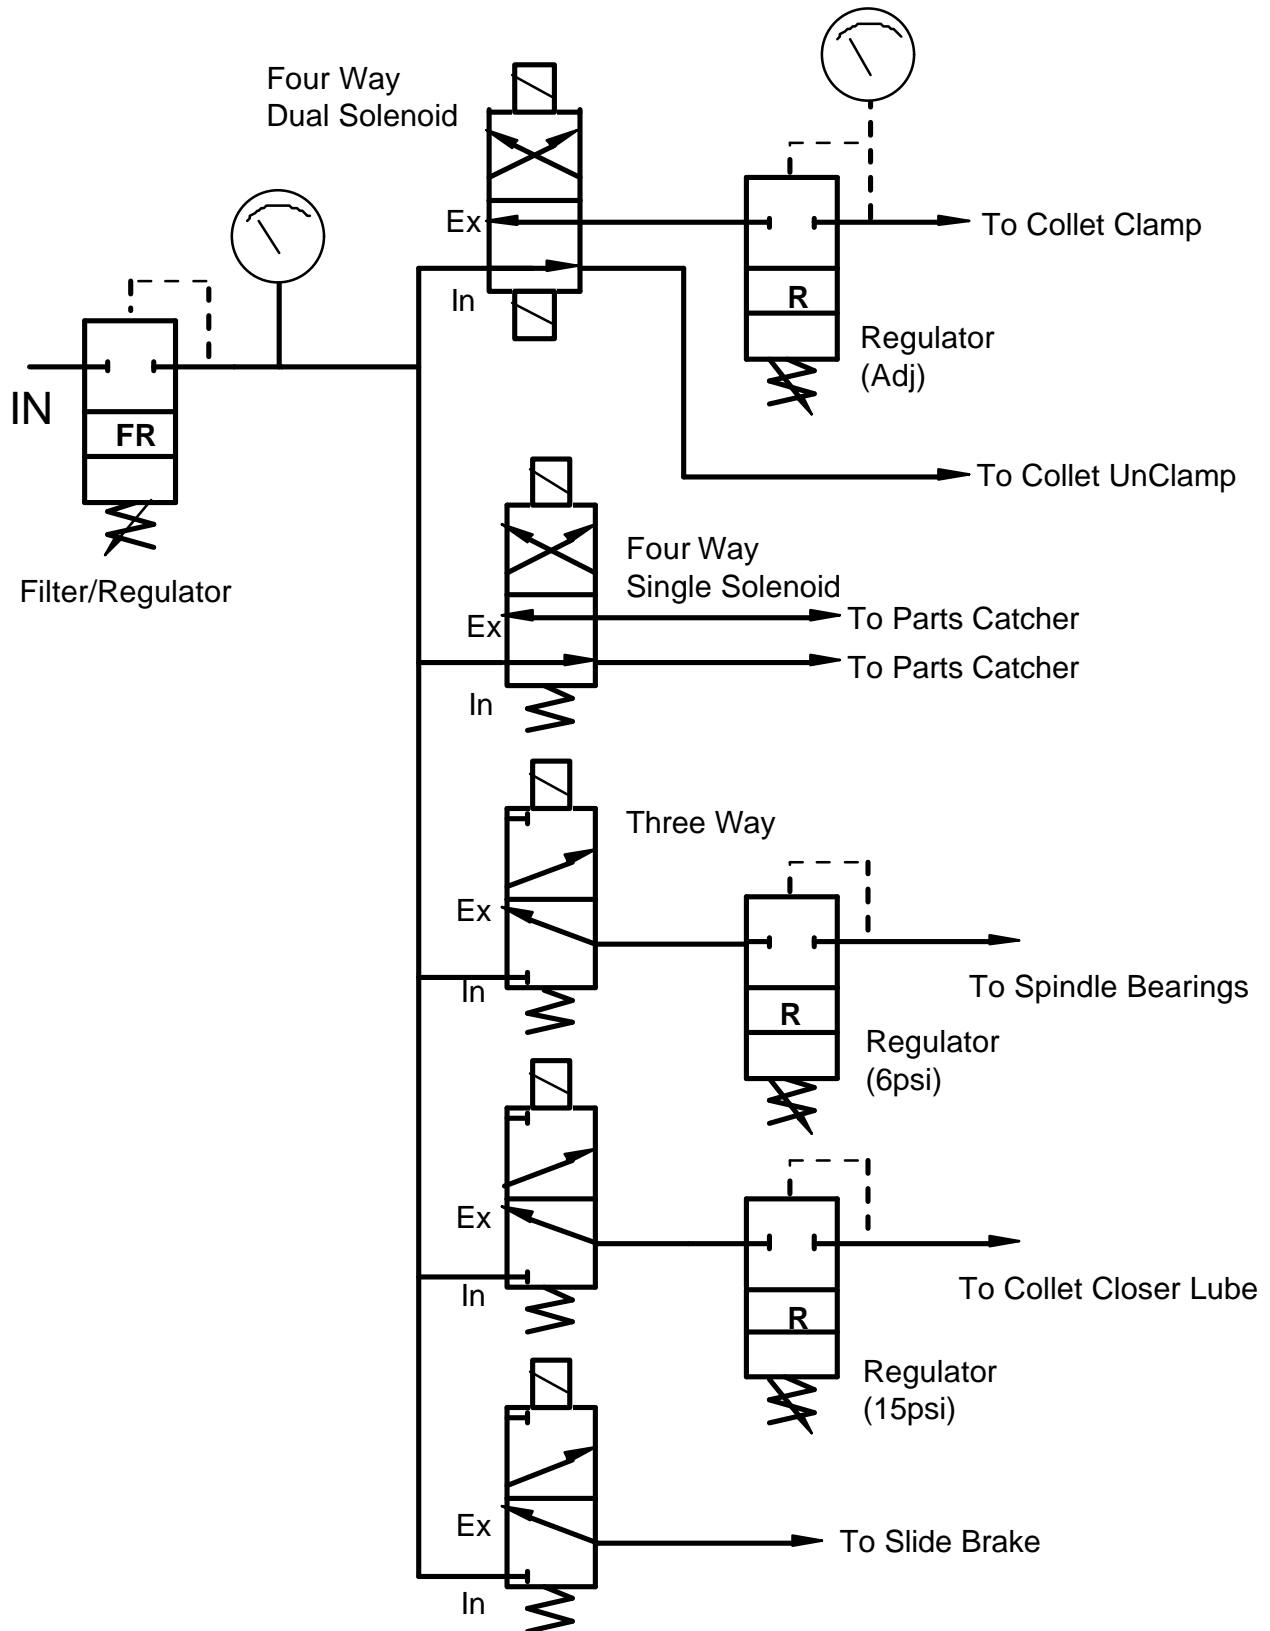 Four Way
Dual Solenoid
Ex
To Collet Clamp
In
R
Regulator
(Adj)
IN
FR
To Collet UnClamp
Four Way
Single Solenoid
Filter/Regulator
Ex
To Parts Catcher
To Parts Catcher
In
Three Way
Ex
In
To Spindle Bearings
R
Regulator
(6psi)
Ex
In
To Collet Closer Lube
R
Regulator
(15psi)
Ex
To Slide Brake
In